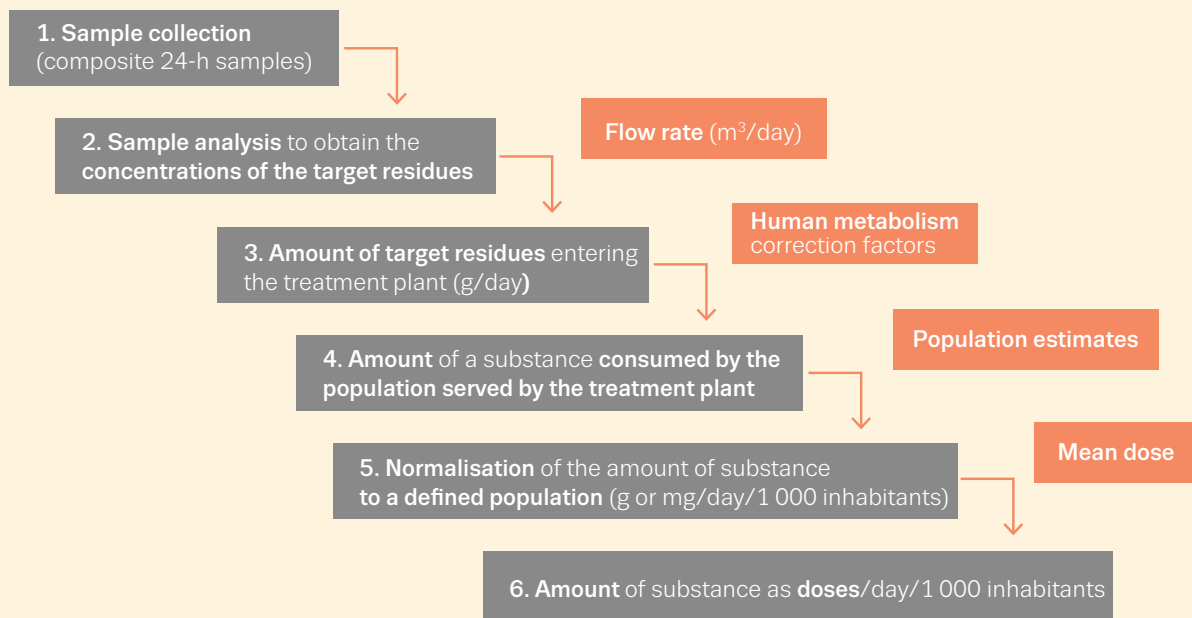 1. Sample collection
(composite 24-h samples)
2. Sample analysis to obtain the
concentrations of the target residues
Flow rate (m³/day)
3. Amount of target residues entering
the treatment plant (g/day)
Human metabolism
correction factors
4. Amount of a substance consumed by the
population served by the treatment plant
Population estimates
5. Normalisation of the amount of substance
to a defined population (g or mg/day/1 000 inhabitants)
Mean dose
6. Amount of substance as doses/day/1 000 inhabitants